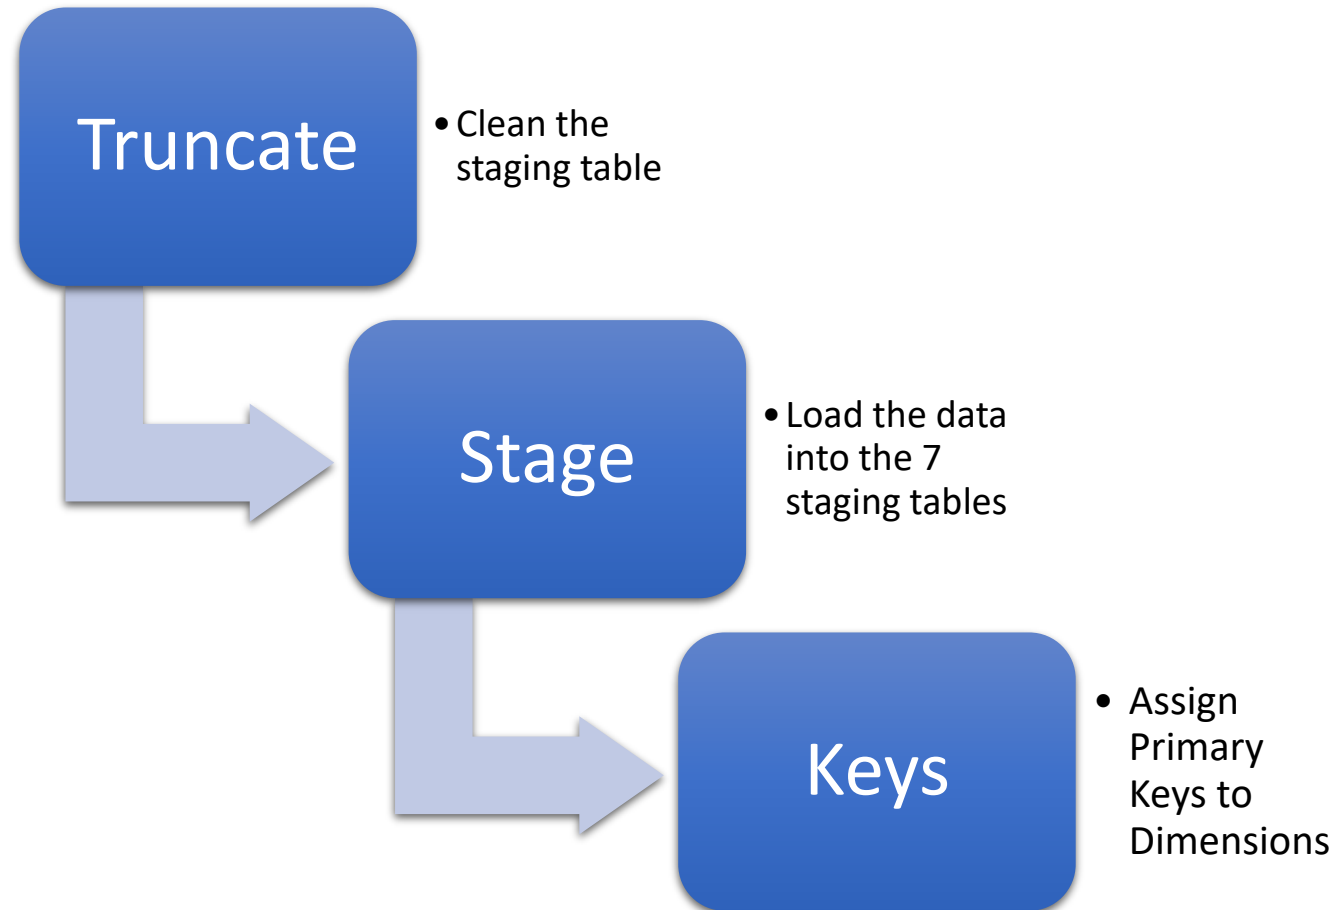 Truncate
• Clean the
staging table
Stage
• Load the data
into the 7
staging tables
Keys
• Assign
Primary
Keys to
Dimensions